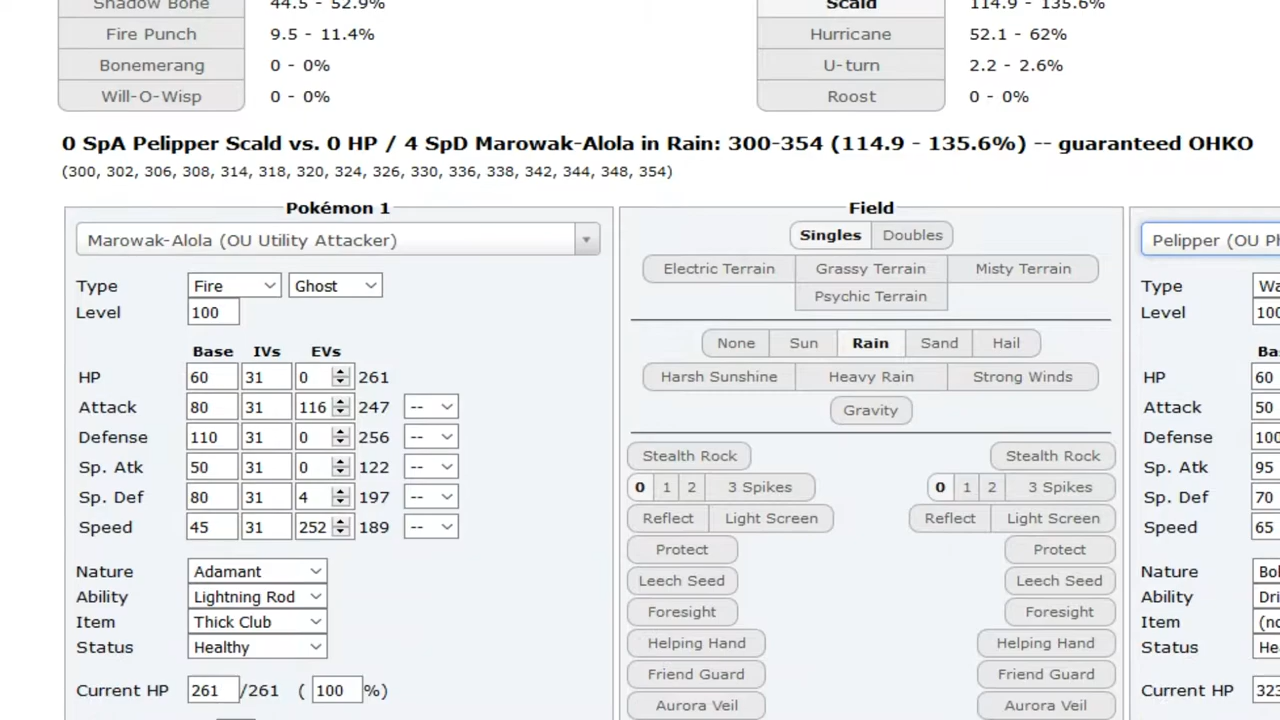 Shadow Bone 44.5 - 52.9% Scald 114.9 - 135.6%
Fire Punch 9.5 - 11.4% Hurricane 52.1 - 62%
Bonemerang 0 - 0% U-turn 2.2 - 2.6%
Will-O-Wisp 0 - 0% Roost 0 - 0%
0 SpA Pelipper Scald vs. 0 HP / 4 SpD Marowak-Alola in Rain: 300-354 (114.9 - 135.6%) -- guaranteed OHKO
(300, 302, 306, 308, 314, 318, 320, 324, 326, 330, 336, 338, 342, 344, 348, 354)
Pokémon 1
Marowak-Alola (OU Utility Attacker)
Type Fire Ghost
Level 100
Base IVs EVs
HP 60 31 0 261
Attack 80 31 116 247 --
Defense 110 31 0 256 --
Sp. Atk 50 31 0 122 --
Sp. Def 80 31 4 197 --
Speed 45 31 252 189 --
Nature Adamant
Ability Lightning Rod
Item Thick Club
Status Healthy
Current HP 261 /261 ( 100 %)
Field
Singles Doubles
Electric Terrain Grassy Terrain Misty Terrain
Psychic Terrain
None Sun Rain Sand Hail
Harsh Sunshine Heavy Rain Strong Winds
Gravity
Stealth Rock Stealth Rock
0 1 2 3 Spikes 0 1 2 3 Spikes
Reflect Light Screen Reflect Light Screen
Protect Protect
Leech Seed Leech Seed
Foresight Foresight
Helping Hand Helping Hand
Friend Guard Friend Guard
Aurora Veil Aurora Veil
Pelipper (OU Ph
Type Wa
Level 100
Ba
HP 60
Attack 50
Defense 100
Sp. Atk 95
Sp. Def 70
Speed 65
Nature Bol
Ability Dri
Item (no
Status Hea
Current HP 323